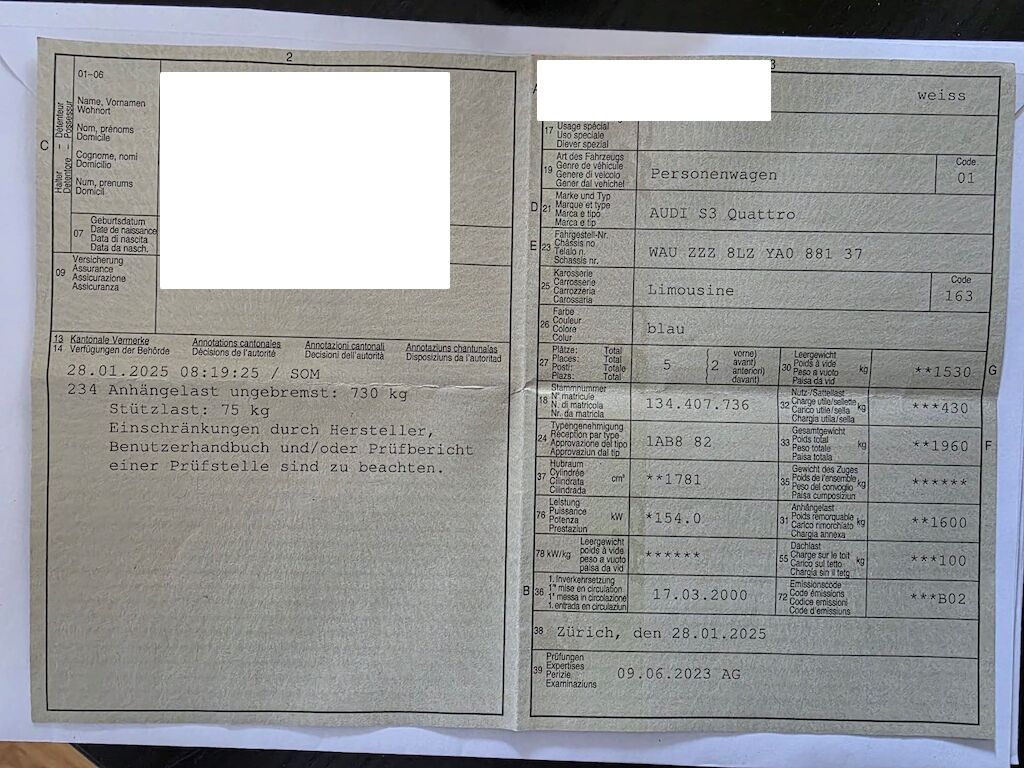 2
C
Halter – Détenteur
Detentore – Possessur
01–06
Name, Vornamen
Wohnort
Nom, prénoms
Domicile
Cognome, nomi
Domicilio
Num, prenums
Domicil
07
Geburtsdatum
Date de naissance
Data di nascita
Data da nasch.
09
Versicherung
Assurance
Assicurazione
Assicuranza
13 Kantonale Vermerke Annotations cantonales Annotazioni cantonali Annotaziuns chantunalas
14 Verfügungen der Behörde Décisions de l'autorité Decisioni dell'autorità Disposiziuns da l'autoritad
28.01.2025 08:19:25 / SOM
234 Anhängelast ungebremst: 730 kg
Stützlast: 75 kg
Einschränkungen durch Hersteller,
Benutzerhandbuch und/oder Prüfbericht
einer Prüfstelle sind zu beachten.
3
A
weiss
17
Usage spécial
Uso speciale
Diever spezial
19
Art des Fahrzeugs
Genre de véhicule
Genere di veicolo
Gener dal vehichel
Personenwagen
Code
01
D 21
Marke und Typ
Marque et type
Marca e tipo
Marca e tip
AUDI S3 Quattro
E 23
Fahrgestell-Nr.
Châssis no
Telaio n.
Schassis nr.
WAU ZZZ 8LZ YA0 881 37
25
Karosserie
Carrosserie
Carrozzeria
Carossaria
Limousine
Code
163
26
Farbe
Couleur
Colore
Colur
blau
27
Plätze: Total
Places: Total
Posti: Totale
Plazs: Total
5
2
vorne)
avant)
anteriori)
davant)
30
Leergewicht
Poids à vide
Peso a vuoto
Paisa da vid
kg
**1530
G
18
Stammnummer
N° matricule
N. di matricola
Nr. da matricla
134.407.736
32
Nutz-/Sattellast
Charge utile/sellette
Carico utile/sella
Chargia utila/sella
kg
***430
24
Typengenehmigung
Réception par type
Approvazione del tipo
Approvaziun dal tip
1AB8 82
33
Gesamtgewicht
Poids total
Peso totale
Paisa totala
kg
**1960
F
37
Hubraum
Cylindrée
Cilindrata
Cilindrada
cm³
**1781
35
Gewicht des Zuges
Poids de l'ensemble
Peso del convoglio
Paisa cumposiziun
kg
******
76
Leistung
Puissance
Potenza
Prestaziun
kW
*154.0
31
Anhängelast
Poids remorquable
Carico rimorchiato
Chargia annexa
kg
**1600
78 kW/kg
Leergewicht
poids à vide
peso a vuoto
paisa da vid
******
55
Dachlast
Charge sur le toit
Carico sul tetto
Chargia sin il tetg
kg
***100
B 36
1. Inverkehrsetzung
1re mise en circulation
1a messa in circolazione
1. entrada en circulaziun
17.03.2000
72
Emissionscode
Code émissions
Codice emissioni
Code d'emissiuns
***B02
38
Zürich, den 28.01.2025
39
Prüfungen
Expertises
Perizie
Examinaziuns
09.06.2023 AG